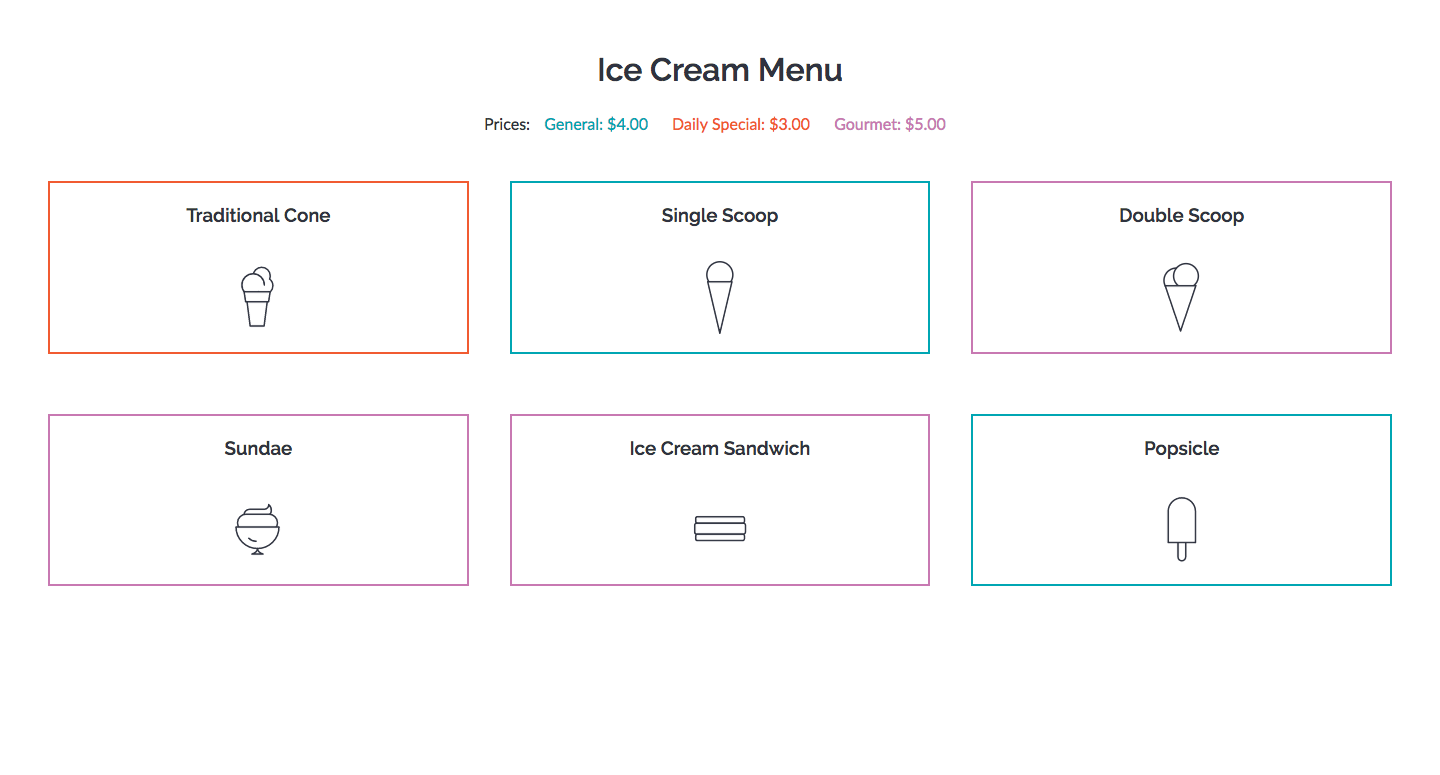 Ice Cream Menu
Prices: General: $4.00 Daily Special: $3.00 Gourmet: $5.00
Traditional Cone
Single Scoop
Double Scoop
Sundae
Ice Cream Sandwich
Popsicle